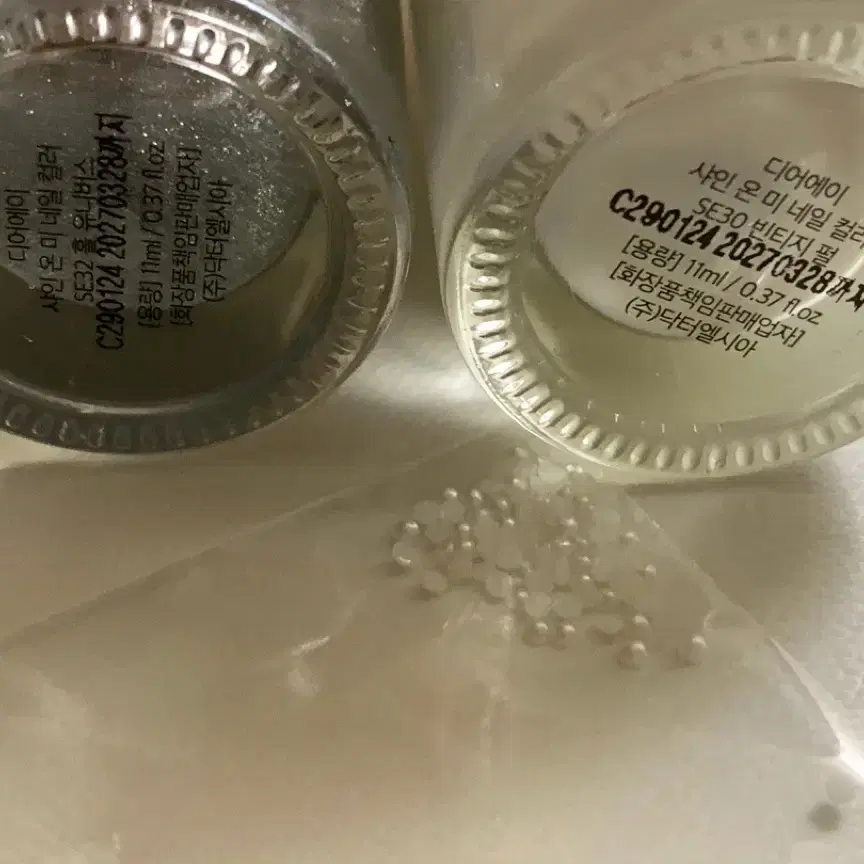 디어에이
샤인 온 미 네일 컬러
SE32 홀 유니버스
C290124 20270328까지
[용량] 11ml / 0.37 fl.oz
[화장품책임판매업자]
(주)닥터엘시아
디어에이
샤인 온 미 네일 컬러
SE30 빈티지 펄
C290124 20270328까지
[용량] 11ml / 0.37 fl.oz
[화장품책임판매업자]
(주)닥터엘시아